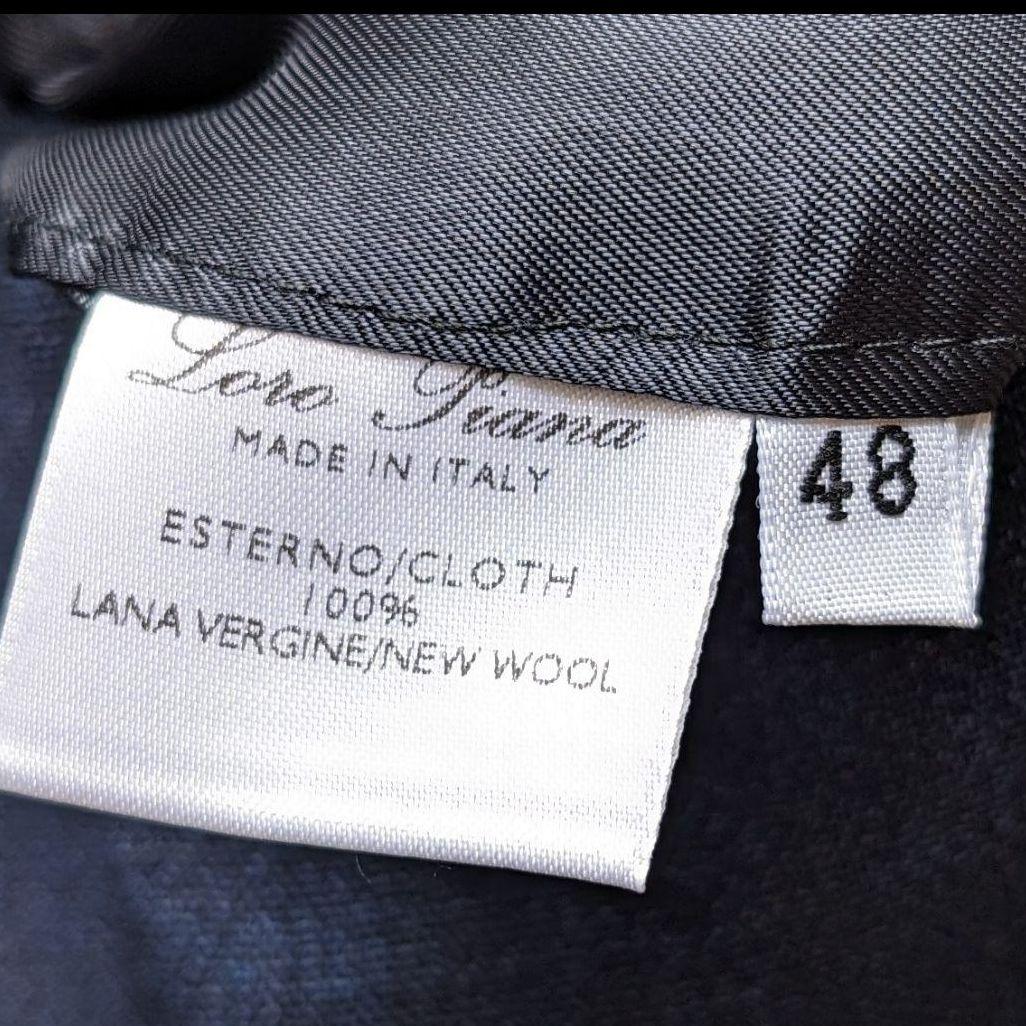 Loro Piana
MADE IN ITALY
ESTERNO/CLOTH
100%
LANA VERGINE/NEW WOOL
48